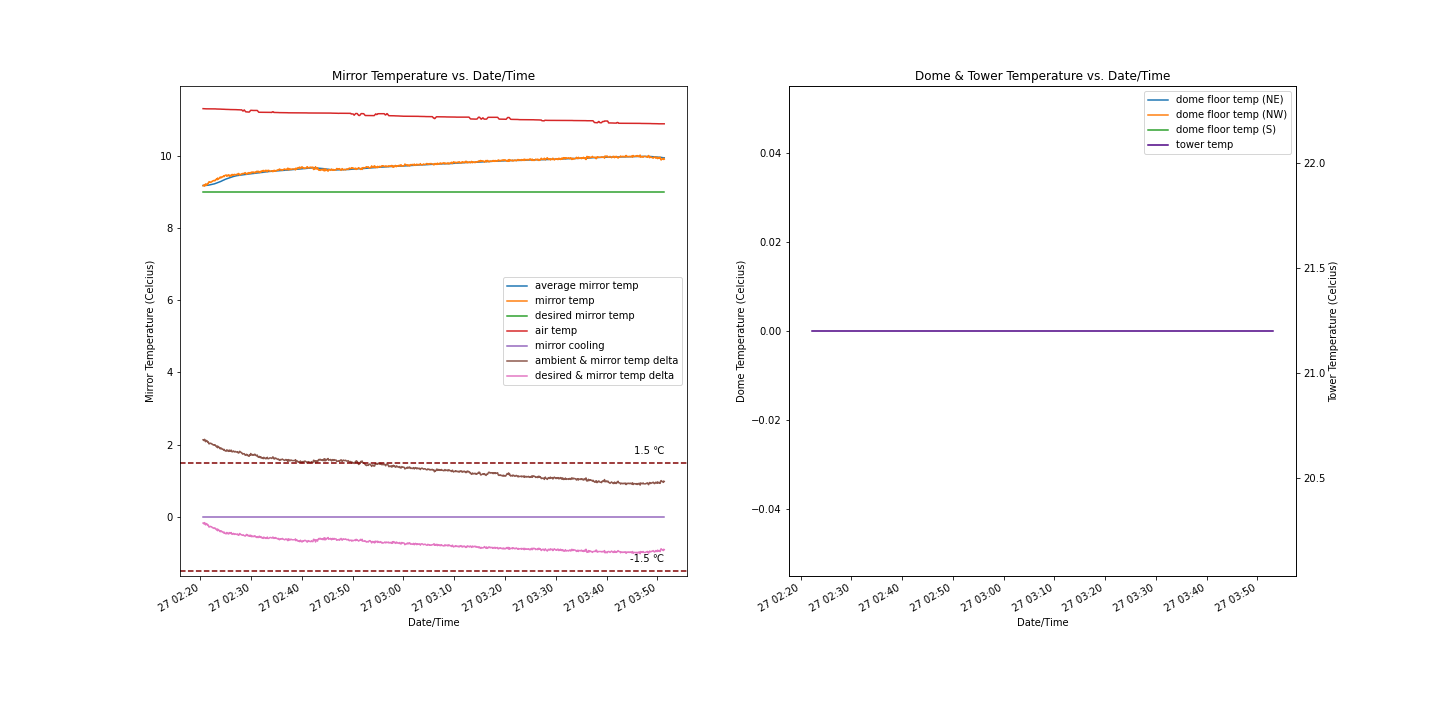 Mirror Temperature vs. Date/Time
Mirror Temperature (Celcius)
10
8
6
4
2
0
average mirror temp
mirror temp
desired mirror temp
air temp
mirror cooling
ambient & mirror temp delta
desired & mirror temp delta
1.5 °C
-1.5 °C
27 02:20
27 02:30
27 02:40
27 02:50
27 03:00
27 03:10
27 03:20
27 03:30
27 03:40
27 03:50
Date/Time
Dome & Tower Temperature vs. Date/Time
Dome Temperature (Celcius)
0.04
0.02
0.00
−0.02
−0.04
dome floor temp (NE)
dome floor temp (NW)
dome floor temp (S)
tower temp
22.0
21.5
21.0
20.5
Tower Temperature (Celcius)
27 02:20
27 02:30
27 02:40
27 02:50
27 03:00
27 03:10
27 03:20
27 03:30
27 03:40
27 03:50
Date/Time